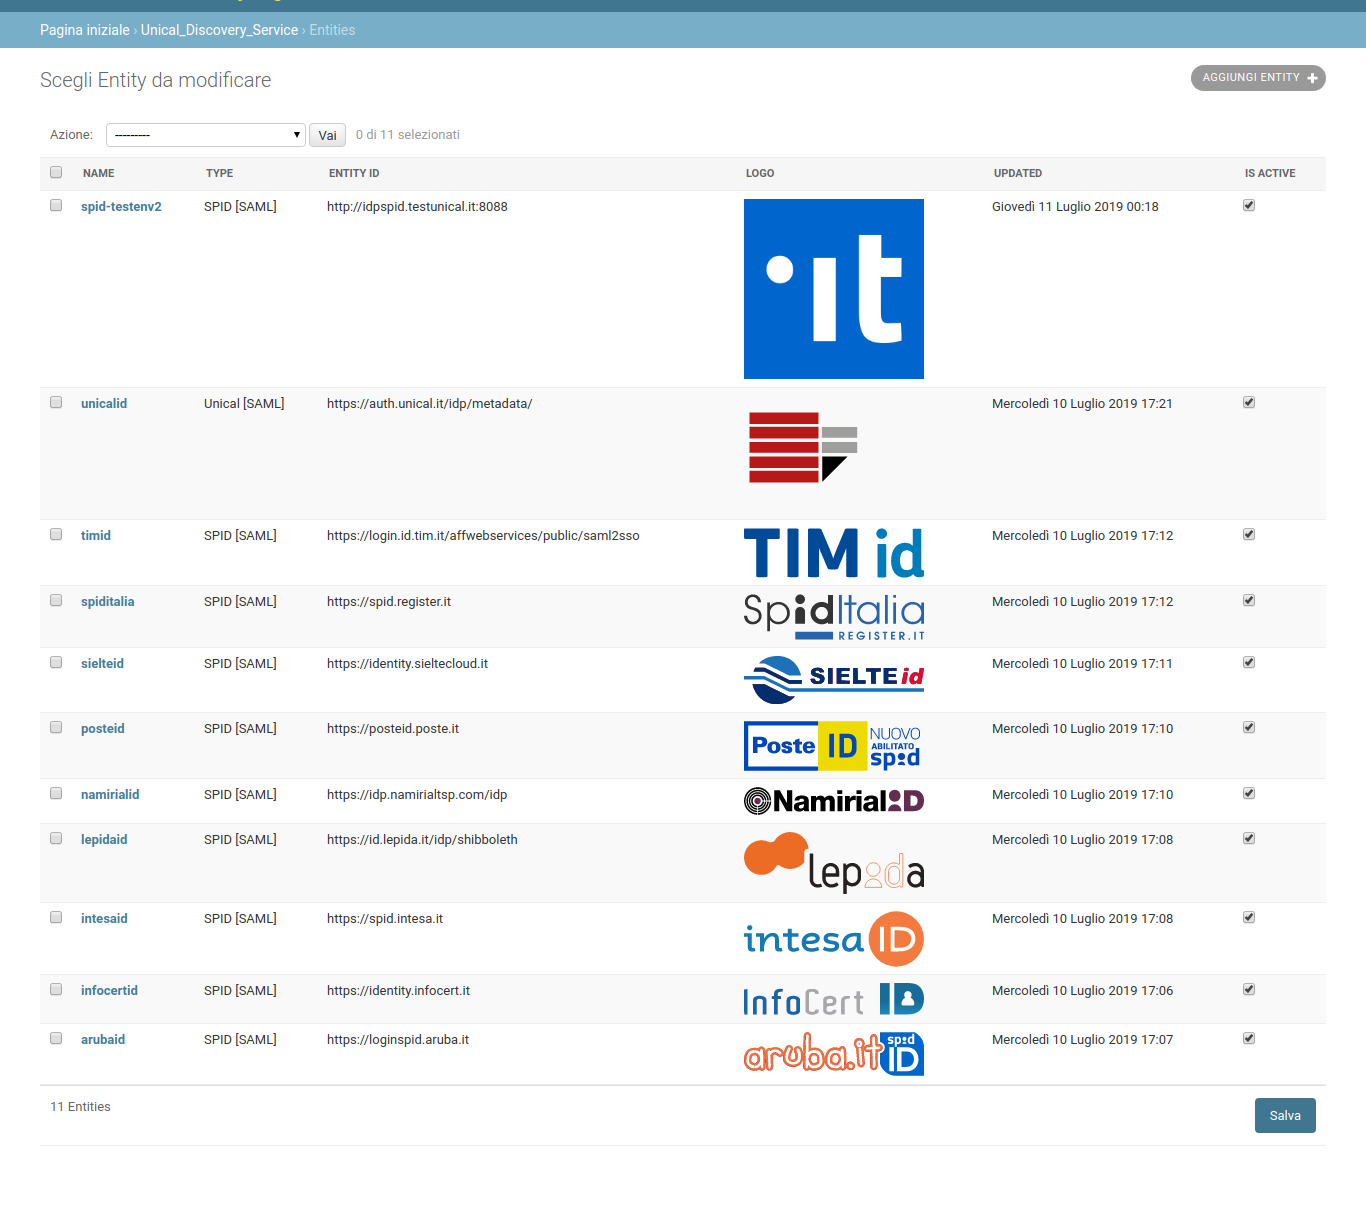 Pagina iniziale › Unical_Discovery_Service › Entities
Scegli Entity da modificare
AGGIUNGI ENTITY
Azione: --------- Vai 0 di 11 selezionati
NAME TYPE ENTITY ID LOGO UPDATED IS ACTIVE
spid-testenv2 SPID [SAML] http://idpspid.testunical.it:8088 Giovedì 11 Luglio 2019 00:18
it
unicalid Unical [SAML] https://auth.unical.it/idp/metadata/ Mercoledì 10 Luglio 2019 17:21
timid SPID [SAML] https://login.id.tim.it/affwebservices/public/saml2sso TIM id Mercoledì 10 Luglio 2019 17:12
spiditalia SPID [SAML] https://spid.register.it SpidItalia Mercoledì 10 Luglio 2019 17:12
REGISTER.IT
sielteid SPID [SAML] https://identity.sieltecloud.it SIELTE id Mercoledì 10 Luglio 2019 17:11
posteid SPID [SAML] https://posteid.poste.it Poste ID NUOVO Mercoledì 10 Luglio 2019 17:10
ABILITATO
spid
namirialid SPID [SAML] https://idp.namirialtsp.com/idp Namirial ID Mercoledì 10 Luglio 2019 17:10
lepidaid SPID [SAML] https://id.lepida.it/idp/shibboleth Mercoledì 10 Luglio 2019 17:08
lepida
intesaid SPID [SAML] https://spid.intesa.it intesa ID Mercoledì 10 Luglio 2019 17:08
infocertid SPID [SAML] https://identity.infocert.it InfoCert ID Mercoledì 10 Luglio 2019 17:06
arubaid SPID [SAML] https://loginspid.aruba.it aruba.it spid ID Mercoledì 10 Luglio 2019 17:07
11 Entities
Salva